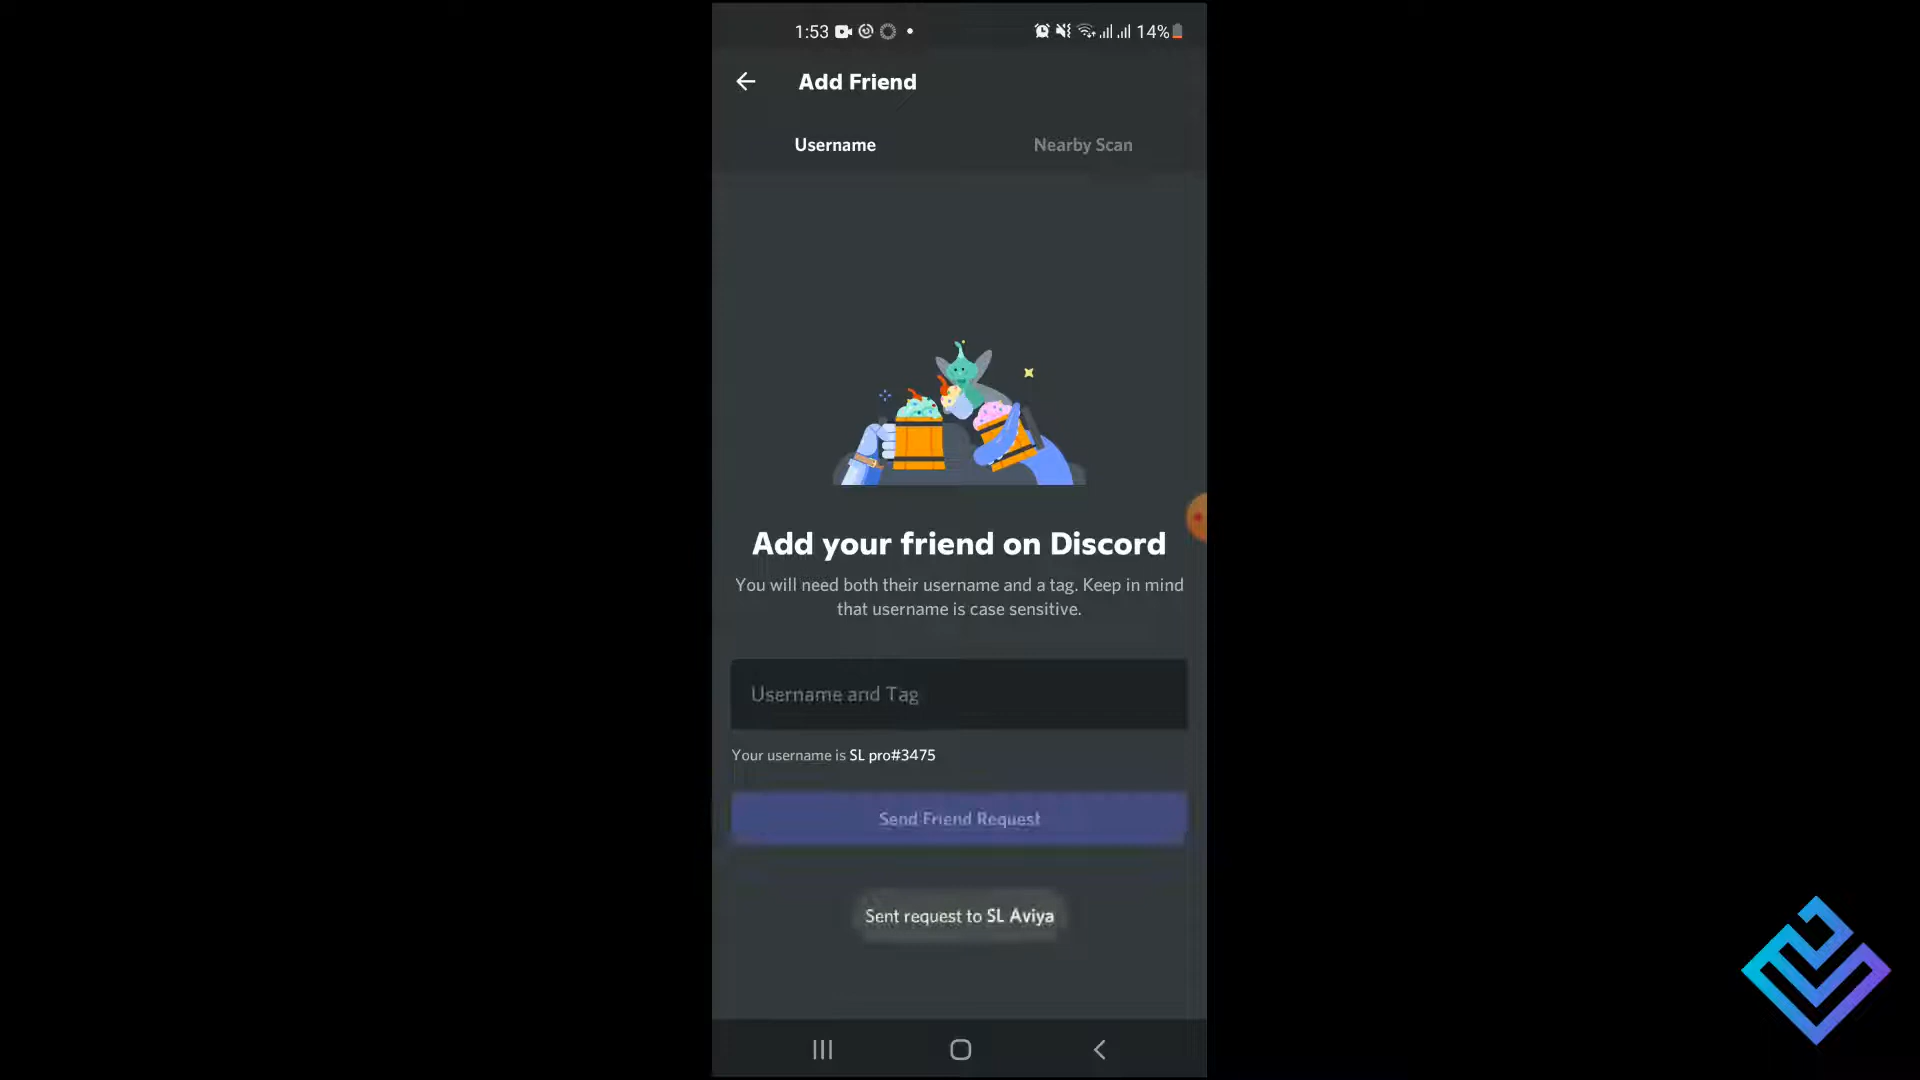 1:53
14%
Add Friend
Username
Nearby Scan
Add your friend on Discord
You will need both their username and a tag. Keep in mind
that username is case sensitive.
Username and Tag
Your username is SL pro#3475
Send Friend Request
Sent request to SL Aviya